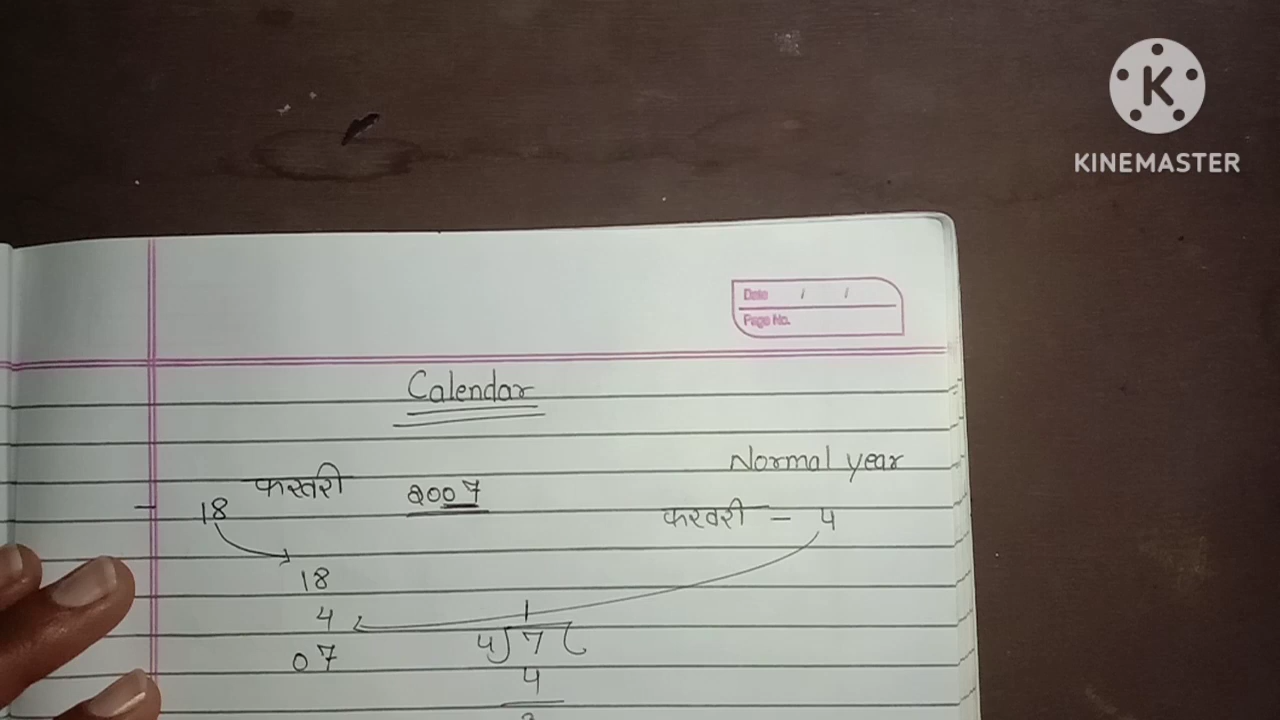 KINEMASTER
Date / /
Page No.
Calendar
Normal year
18 फरवरी 2007
फरवरी - 4
18
4
07
1
4)7(
4
3